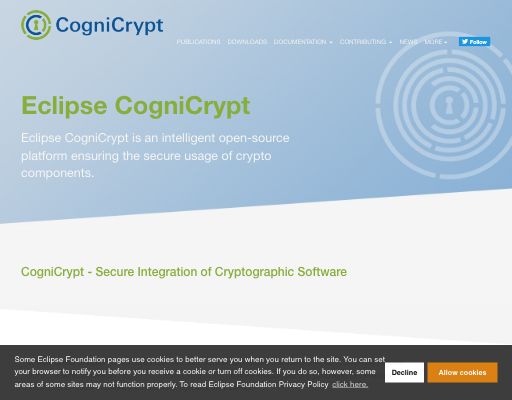 CogniCrypt
PUBLICATIONS DOWNLOADS DOCUMENTATION CONTRIBUTING NEWS MORE Follow
Eclipse CogniCrypt
Eclipse CogniCrypt is an intelligent open-source
platform ensuring the secure usage of crypto
components.
CogniCrypt - Secure Integration of Cryptographic Software
Some Eclipse Foundation pages use cookies to better serve you when you return to the site. You can set
your browser to notify you before you receive a cookie or turn off cookies. If you do so, however, some
areas of some sites may not function properly. To read Eclipse Foundation Privacy Policy click here.
Decline Allow cookies